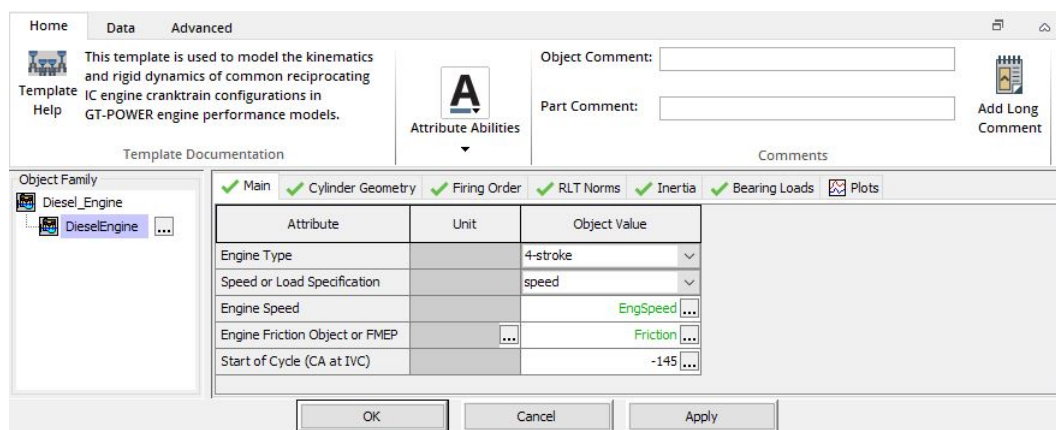 Home Data Advanced
This template is used to model the kinematics
and rigid dynamics of common reciprocating
IC engine cranktrain configurations in
GT-POWER engine performance models.
Template
Help
Template Documentation
A
Attribute Abilities
Object Comment:
Part Comment:
Comments
Add Long
Comment
Object Family
Diesel_Engine
DieselEngine ...
Main Cylinder Geometry Firing Order RLT Norms Inertia Bearing Loads Plots
Attribute Unit Object Value
Engine Type 4-stroke
Speed or Load Specification speed
Engine Speed EngSpeed ...
Engine Friction Object or FMEP ... Friction ...
Start of Cycle (CA at IVC) -145 ...
OK Cancel Apply